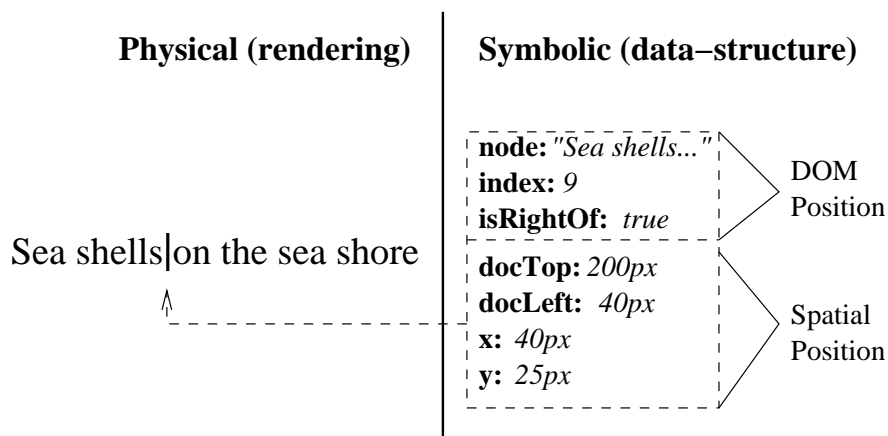 Physical (rendering)
Symbolic (data–structure)
node: "Sea shells..."
index: 9
isRightOf: true
DOM
Position
Sea shells|on the sea shore
docTop: 200px
docLeft: 40px
x: 40px
y: 25px
Spatial
Position